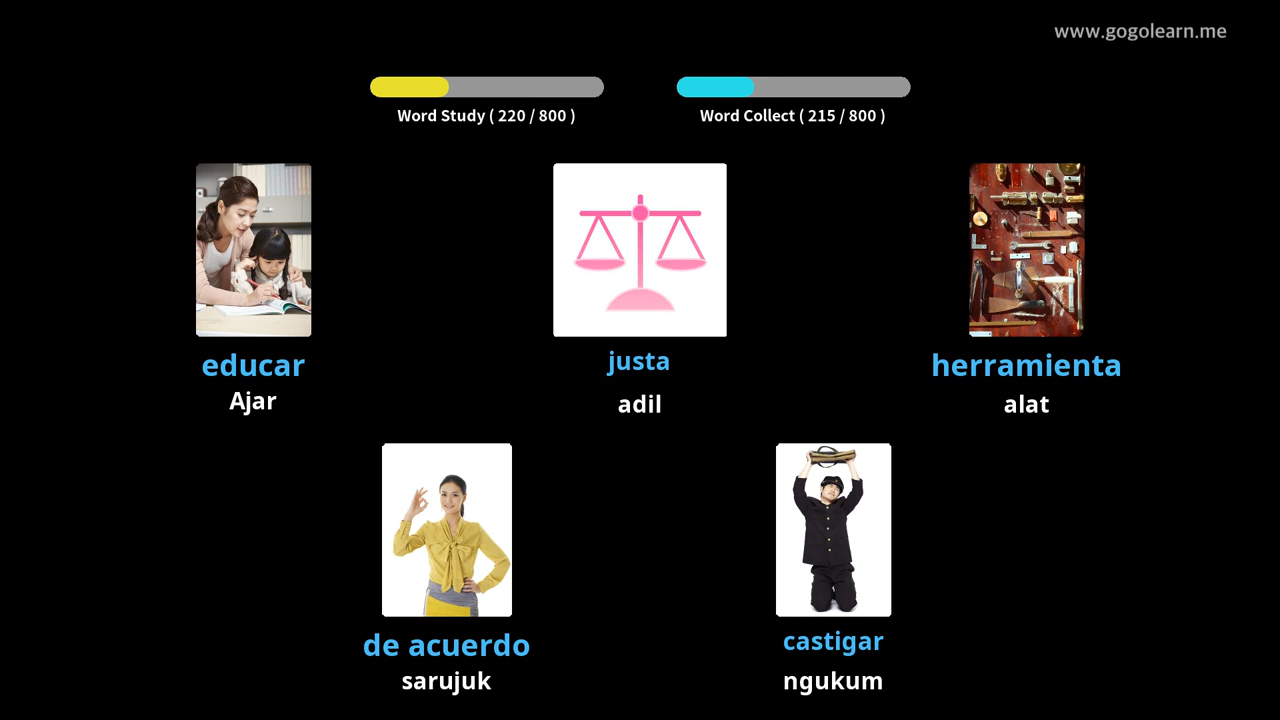 www.gogolearn.me
Word Study ( 220 / 800 )
Word Collect ( 215 / 800 )
educar
Ajar
justa
adil
herramienta
alat
de acuerdo
sarujuk
castigar
ngukum